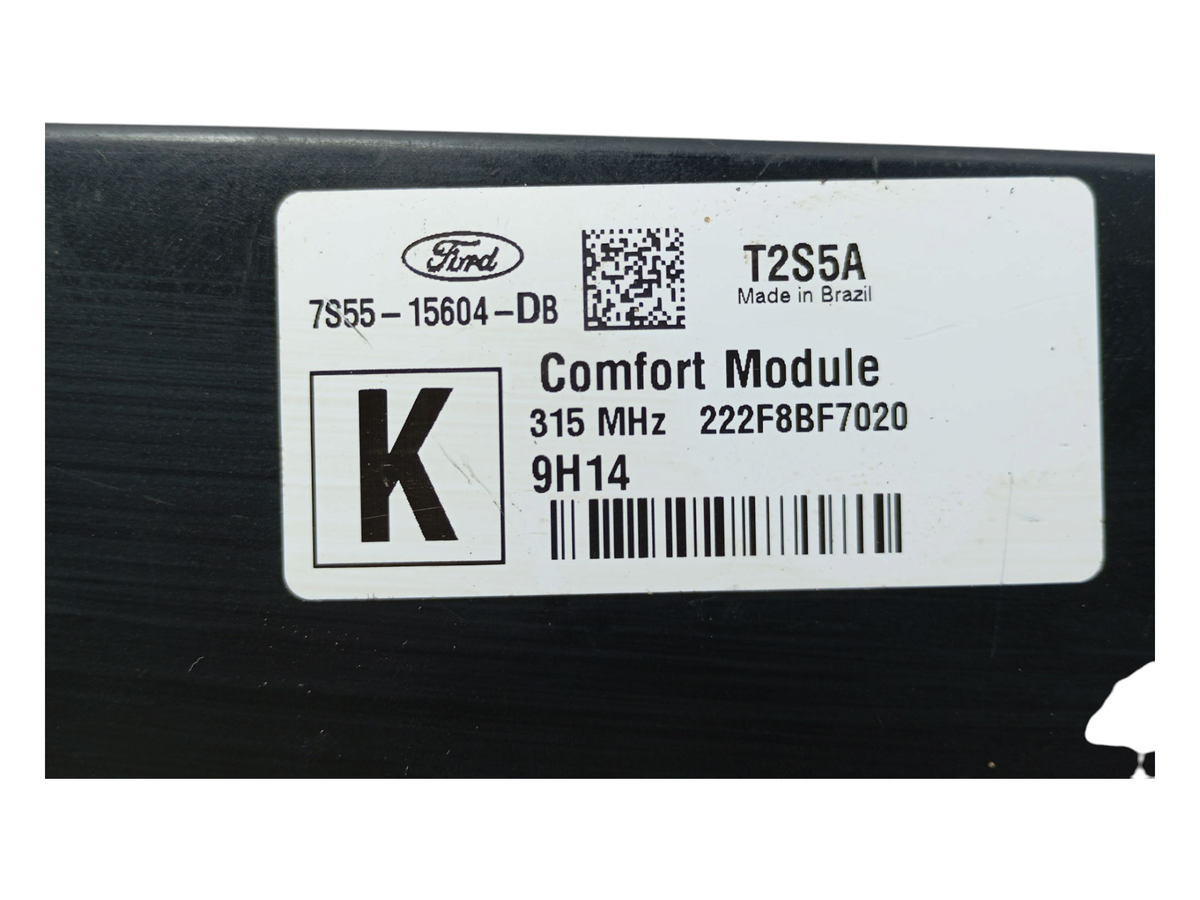 Ford
T2S5A
Made in Brazil
7S55-15604-DB
Comfort Module
K
315 MHz 222F8BF7020
9H14